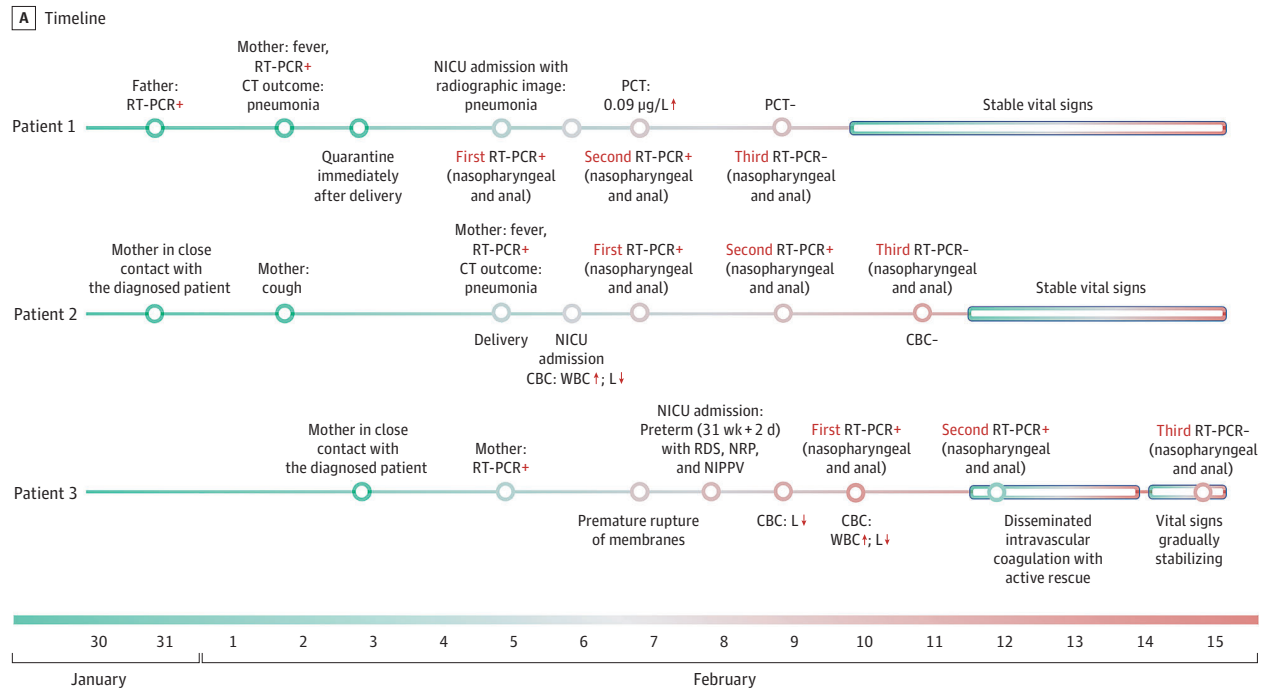 A Timeline
Father:
RT-PCR+
Mother: fever,
RT-PCR+
CT outcome:
pneumonia
NICU admission with
radiographic image:
pneumonia
PCT:
0.09 µg/L↑
PCT−
Stable vital signs
Patient 1
Quarantine
immediately
after delivery
First RT-PCR+
(nasopharyngeal
and anal)
Second RT-PCR+
(nasopharyngeal
and anal)
Third RT-PCR−
(nasopharyngeal
and anal)
Mother in close
contact with
the diagnosed patient
Mother:
cough
Mother: fever,
RT-PCR+
CT outcome:
pneumonia
First RT-PCR+
(nasopharyngeal
and anal)
Second RT-PCR+
(nasopharyngeal
and anal)
Third RT-PCR−
(nasopharyngeal
and anal)
Stable vital signs
Patient 2
Delivery
NICU
admission
CBC: WBC↑; L↓
CBC−
Mother in close
contact with
the diagnosed patient
Mother:
RT-PCR+
NICU admission:
Preterm (31 wk + 2 d)
with RDS, NRP,
and NIPPV
First RT-PCR+
(nasopharyngeal
and anal)
Second RT-PCR+
(nasopharyngeal
and anal)
Third RT-PCR−
(nasopharyngeal
and anal)
Patient 3
Premature rupture
of membranes
CBC: L↓
CBC:
WBC↑; L↓
Disseminated
intravascular
coagulation with
active rescue
Vital signs
gradually
stabilizing
30 31 1 2 3 4 5 6 7 8 9 10 11 12 13 14 15
January February